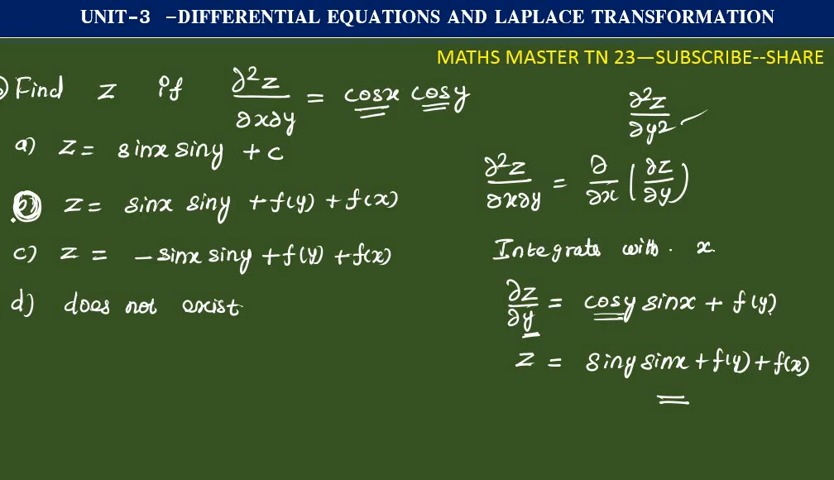 UNIT-3 -DIFFERENTIAL EQUATIONS AND LAPLACE TRANSFORMATION
MATHS MASTER TN 23—SUBSCRIBE--SHARE
Find z if ∂²z/∂x∂y = cosx cosy
a) z = sinx siny + c
b) z = sinx siny + f(y) + f(x)
c) z = -sinx siny + f(y) + f(x)
d) does not exist
∂²z/∂y²
∂²z/∂x∂y = ∂/∂x (∂z/∂y)
Integrate with. x
∂z/∂y = cosy sinx + f(y)
z = siny sinx + f(y) + f(x)